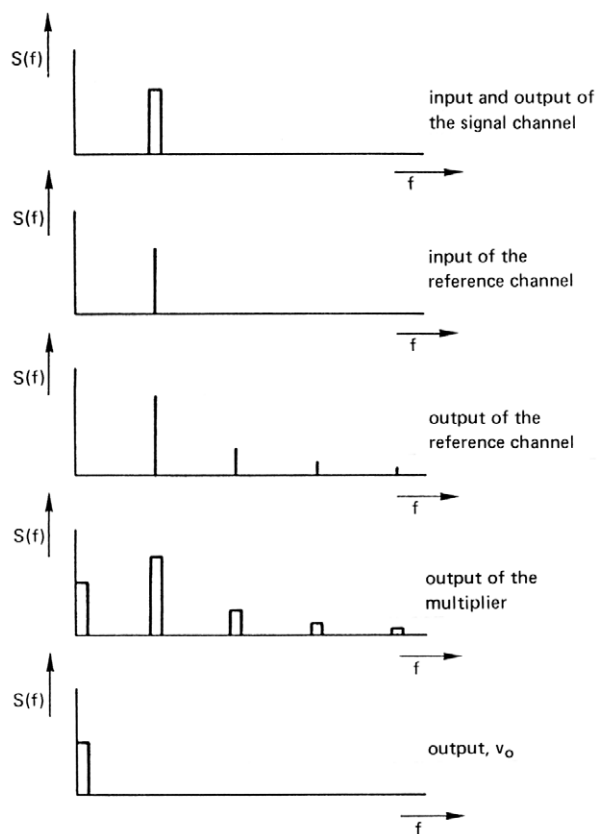 S(f)
input and output of
the signal channel
f
S(f)
input of the
reference channel
f
S(f)
output of the
reference channel
f
S(f)
output of the
multiplier
f
S(f)
output, vo
f